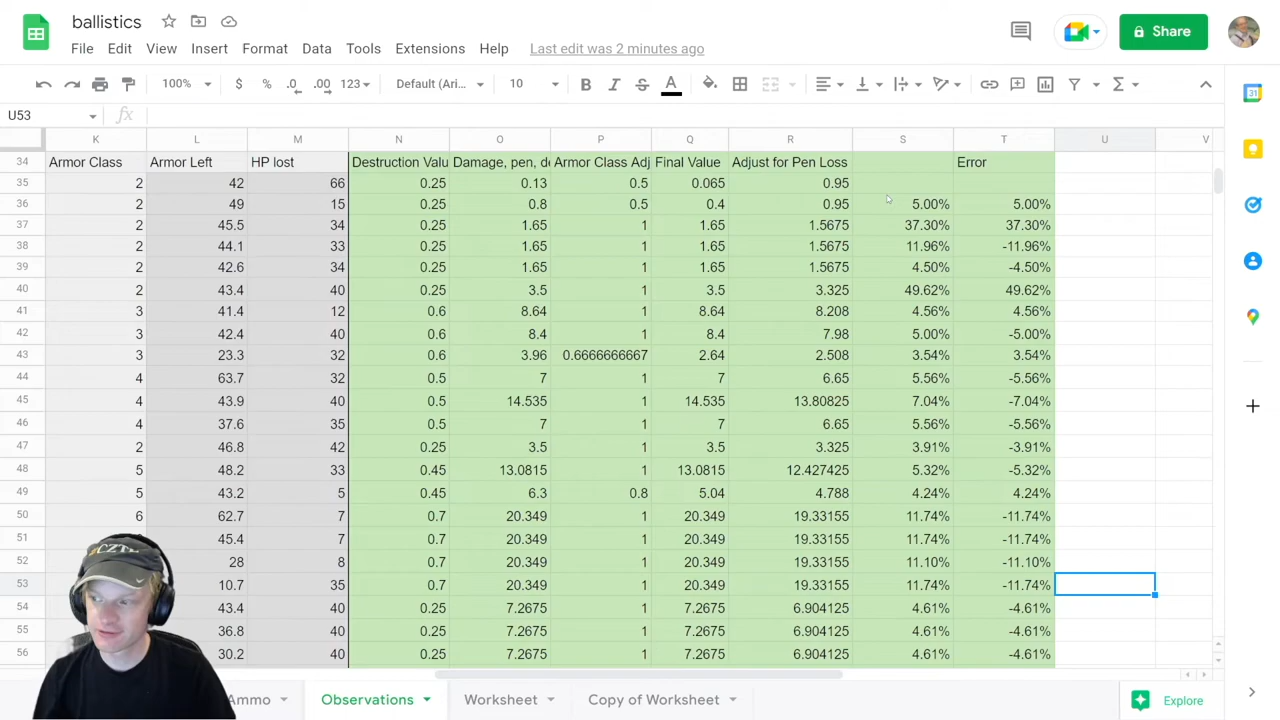 ballistics
File Edit View Insert Format Data Tools Extensions Help Last edit was 2 minutes ago
Share
100% $ % .0 .00 123 Default (Ari... 10 B I S A
U53 fx
K L M N O P Q R S T U V
34 Armor Class Armor Left HP lost Destruction Valu Damage, pen, de Armor Class Adj Final Value Adjust for Pen Loss Error
35 2 42 66 0.25 0.13 0.5 0.065 0.95
36 2 49 15 0.25 0.8 0.5 0.4 0.95 5.00% 5.00%
37 2 45.5 34 0.25 1.65 1 1.65 1.5675 37.30% 37.30%
38 2 44.1 33 0.25 1.65 1 1.65 1.5675 11.96% -11.96%
39 2 42.6 34 0.25 1.65 1 1.65 1.5675 4.50% -4.50%
40 2 43.4 40 0.25 3.5 1 3.5 3.325 49.62% 49.62%
41 3 41.4 12 0.6 8.64 1 8.64 8.208 4.56% 4.56%
42 3 42.4 40 0.6 8.4 1 8.4 7.98 5.00% -5.00%
43 3 23.3 32 0.6 3.96 0.6666666667 2.64 2.508 3.54% 3.54%
44 4 63.7 32 0.5 7 1 7 6.65 5.56% -5.56%
45 4 43.9 40 0.5 14.535 1 14.535 13.80825 7.04% -7.04%
46 4 37.6 35 0.5 7 1 7 6.65 5.56% -5.56%
47 2 46.8 42 0.25 3.5 1 3.5 3.325 3.91% -3.91%
48 5 48.2 33 0.45 13.0815 1 13.0815 12.427425 5.32% -5.32%
49 5 43.2 5 0.45 6.3 0.8 5.04 4.788 4.24% 4.24%
50 6 62.7 7 0.7 20.349 1 20.349 19.33155 11.74% -11.74%
51 45.4 7 0.7 20.349 1 20.349 19.33155 11.74% -11.74%
52 28 8 0.7 20.349 1 20.349 19.33155 11.10% -11.10%
53 10.7 35 0.7 20.349 1 20.349 19.33155 11.74% -11.74%
54 43.4 40 0.25 7.2675 1 7.2675 6.904125 4.61% -4.61%
55 36.8 40 0.25 7.2675 1 7.2675 6.904125 4.61% -4.61%
56 30.2 40 0.25 7.2675 1 7.2675 6.904125 4.61% -4.61%
Ammo Observations Worksheet Copy of Worksheet Explore